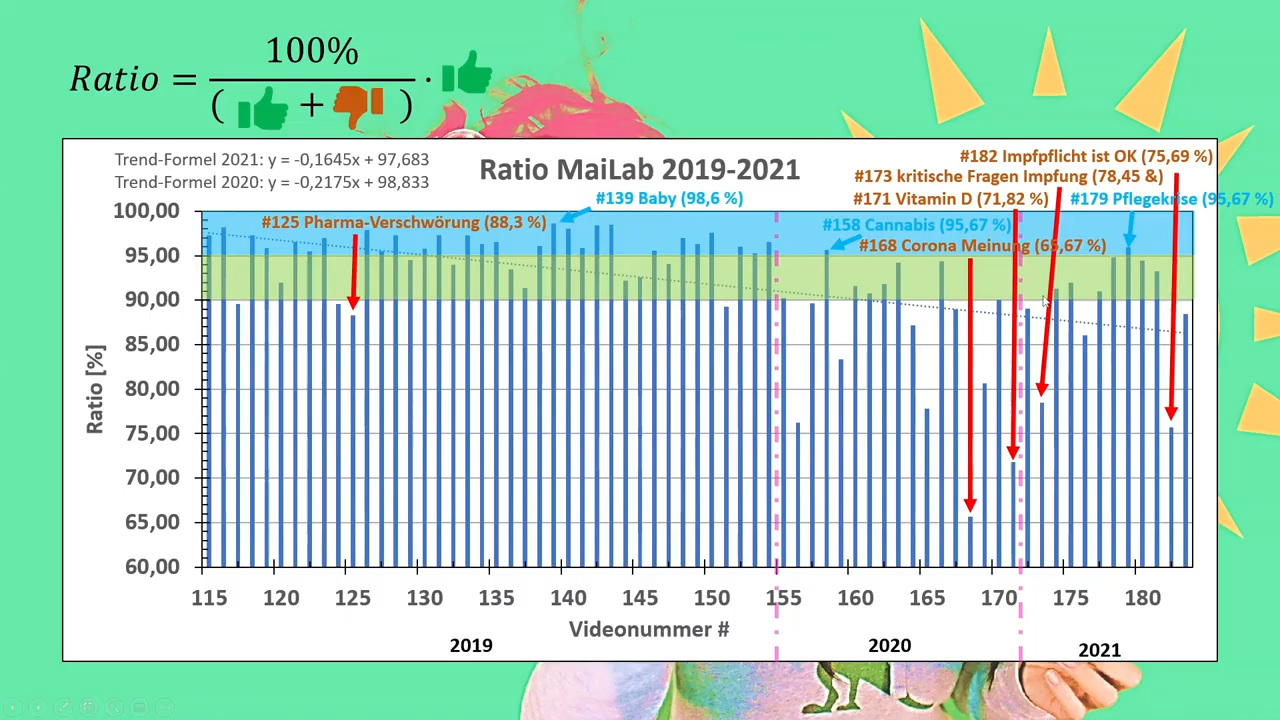 Ratio = 100% / ( + ) ·
Trend-Formel 2021: y = -0,1645x + 97,683
Trend-Formel 2020: y = -0,2175x + 98,833
Ratio MaiLab 2019-2021
#182 Impfpflicht ist OK (75,69 %)
#173 kritische Fragen Impfung (78,45 &)
#171 Vitamin D (71,82 %)
#179 Pflegekrise (95,67 %)
#139 Baby (98,6 %)
#125 Pharma-Verschwörung (88,3 %)
#158 Cannabis (95,67 %)
#168 Corona Meinung (65,67 %)
100,00
95,00
90,00
85,00
80,00
75,00
70,00
65,00
60,00
Ratio [%]
115 120 125 130 135 140 145 150 155 160 165 170 175 180
Videonummer #
2019 2020 2021